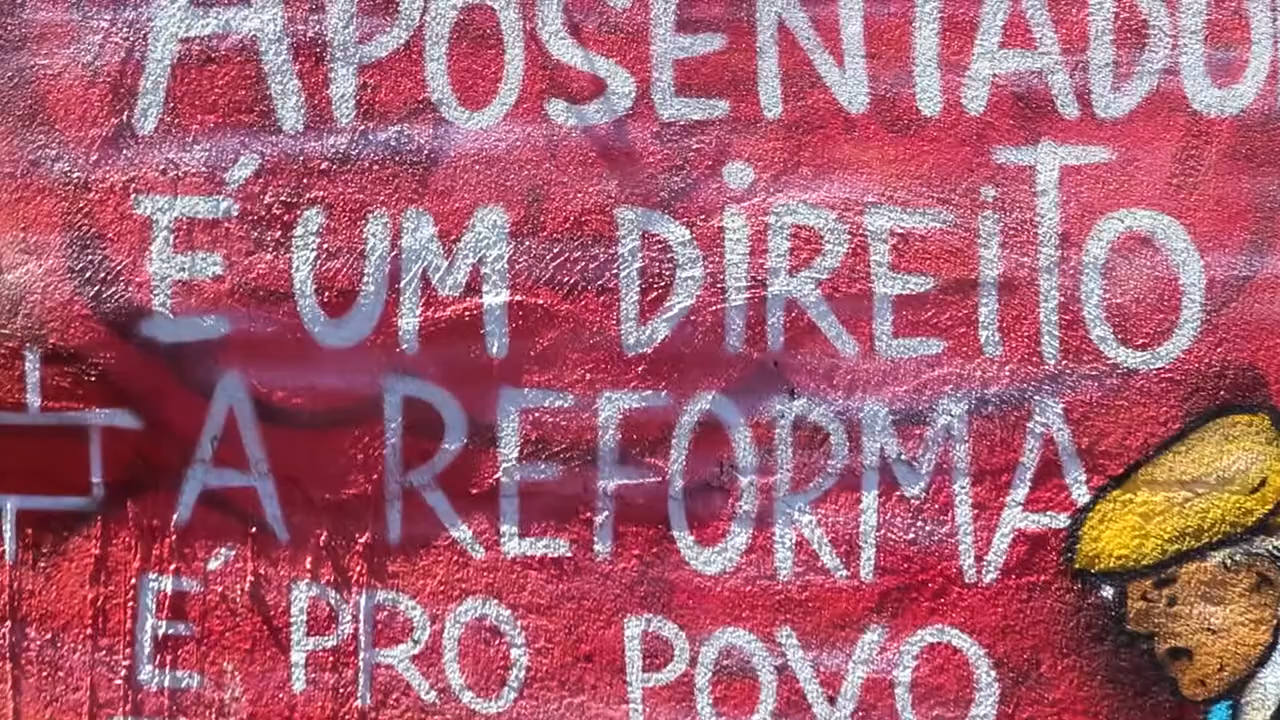 APOSENTADO
É UM DiREiTO
A REFORMA
É PRO POVO